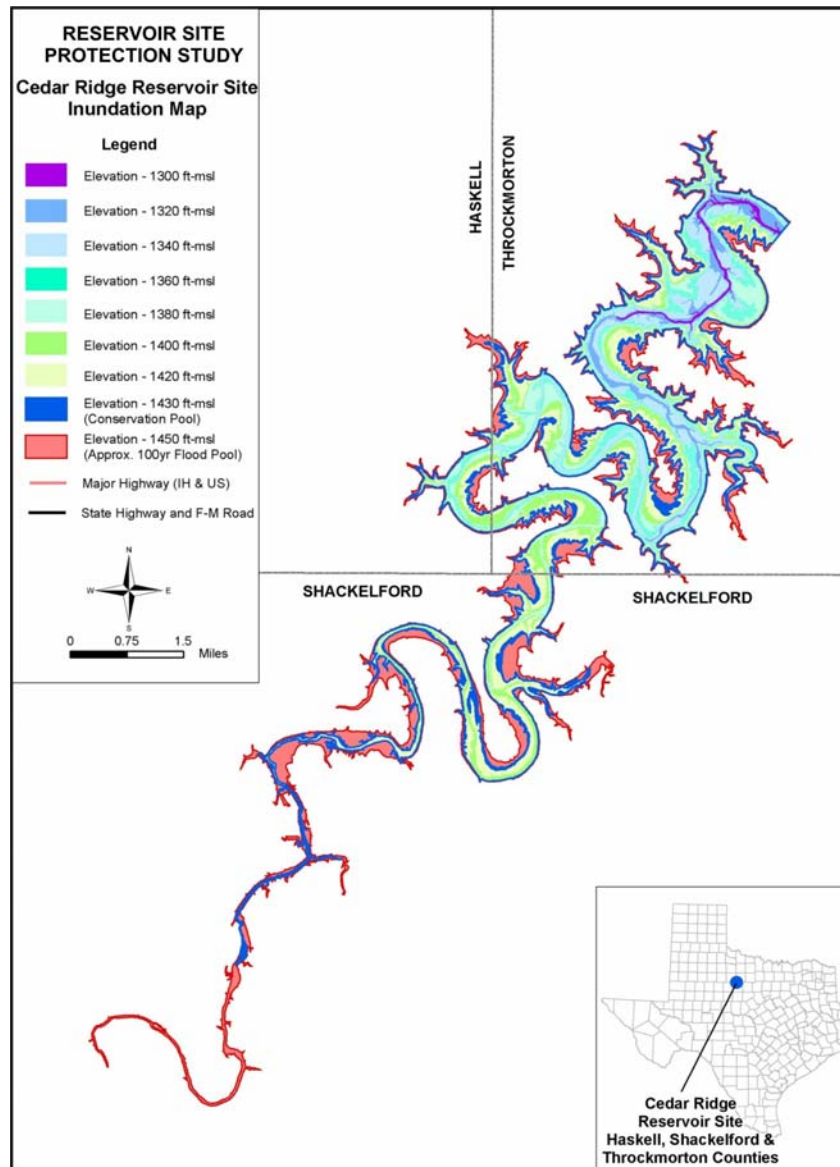 RESERVOIR SITE
PROTECTION STUDY
Cedar Ridge Reservoir Site
Inundation Map
Legend
Elevation - 1300 ft-msl
Elevation - 1320 ft-msl
Elevation - 1340 ft-msl
Elevation - 1360 ft-msl
Elevation - 1380 ft-msl
Elevation - 1400 ft-msl
Elevation - 1420 ft-msl
Elevation - 1430 ft-msl
(Conservation Pool)
Elevation - 1450 ft-msl
(Approx. 100yr Flood Pool)
Major Highway (IH & US)
State Highway and F-M Road
N
W E
S
0 0.75 1.5
Miles
HASKELL
THROCKMORTON
SHACKELFORD
SHACKELFORD
Cedar Ridge
Reservoir Site
Haskell, Shackelford &
Throckmorton Counties